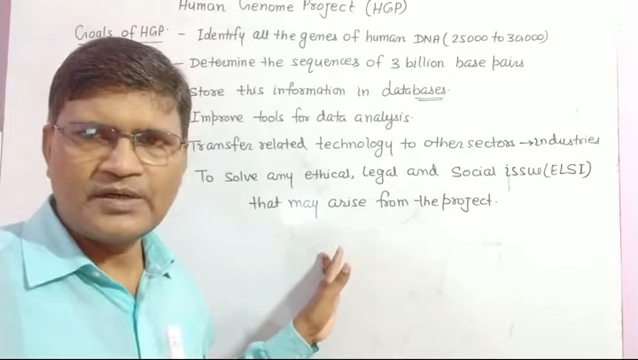 Human Genome Project (HGP)
Goals of HGP - Identify all the genes of human DNA (25000 to 30,000)
- Determine the sequences of 3 billion base pairs
Store this information in databases.
Improve tools for data analysis.
Transfer related technology to other sectors → industries
To solve any ethical, legal and social issue (ELSI)
that may arise from the project.